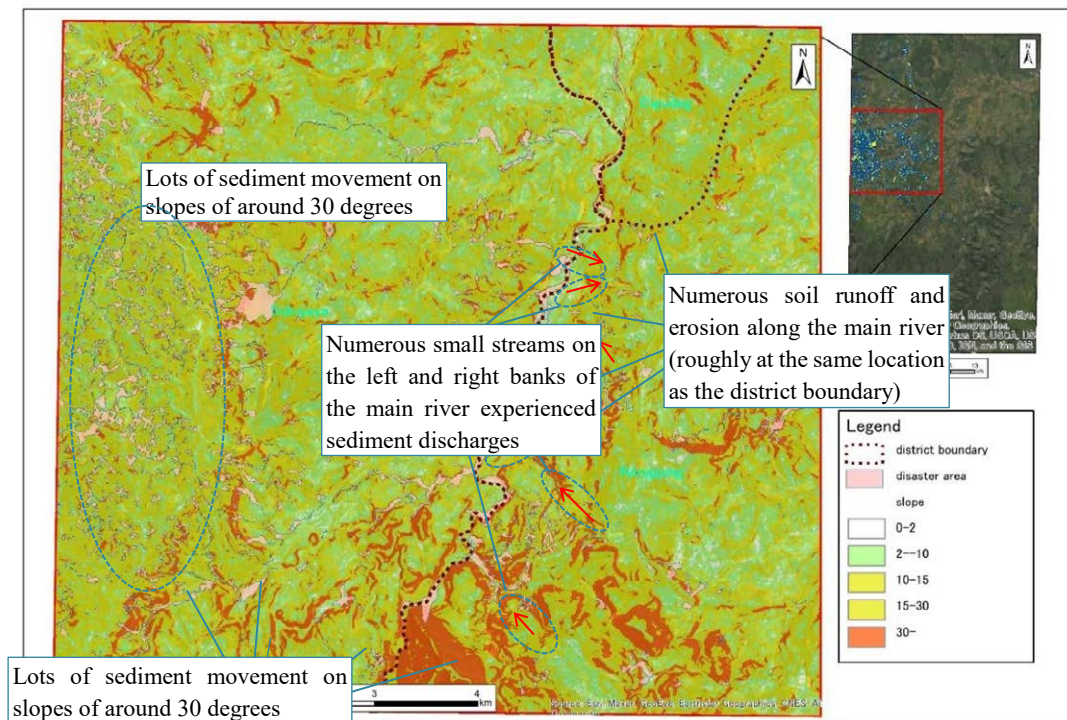 N
N
Lots of sediment movement on
slopes of around 30 degrees
Numerous small streams on
the left and right banks of
the main river experienced
sediment discharges
Numerous soil runoff and
erosion along the main river
(roughly at the same location
as the district boundary)
Legend
district boundary
disaster area
slope
0-2
2--10
10-15
15-30
30-
Lots of sediment movement on
slopes of around 30 degrees
3 4
km